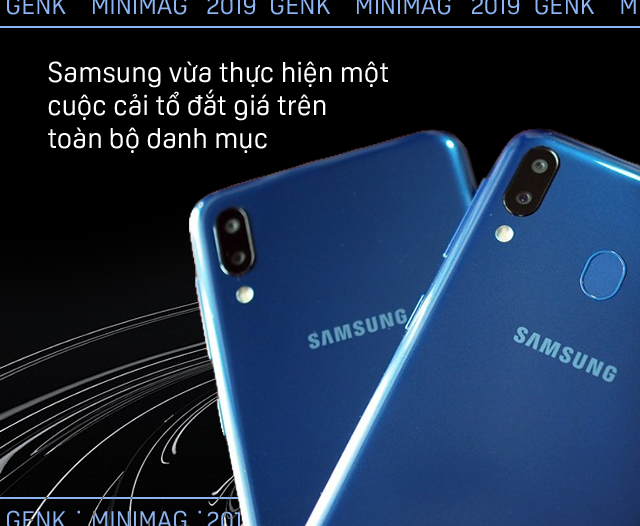 GENK MINIMAG 2019 GENK MINIMAG 2019 GENK M
Samsung vừa thực hiện một
cuộc cải tổ đắt giá trên
toàn bộ danh mục
SAMSUNG
SAMSUNG
GENK MINIMAG 201